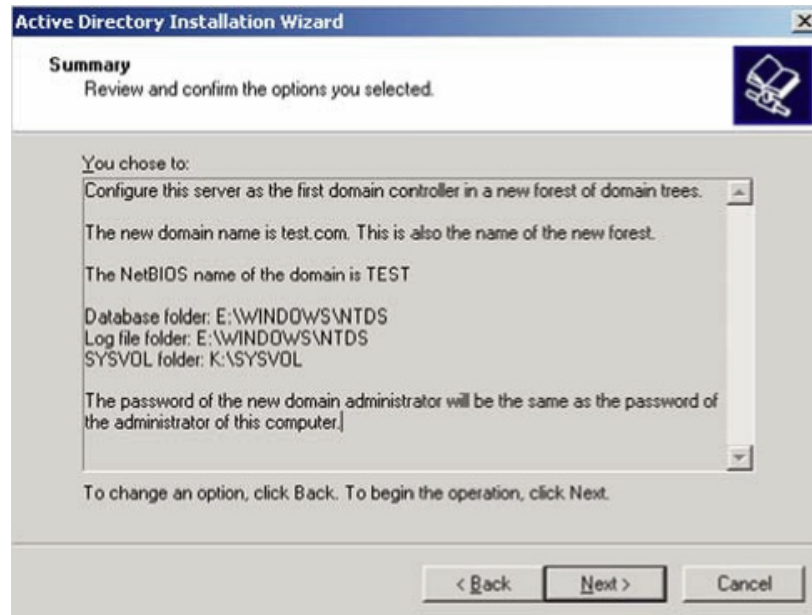 Active Directory Installation Wizard
Summary
Review and confirm the options you selected.
You chose to:
Configure this server as the first domain controller in a new forest of domain trees.
The new domain name is test.com. This is also the name of the new forest.
The NetBIOS name of the domain is TEST
Database folder: E:\WINDOWS\NTDS
Log file folder: E:\WINDOWS\NTDS
SYSVOL folder: K:\SYSVOL
The password of the new domain administrator will be the same as the password of
the administrator of this computer.
To change an option, click Back. To begin the operation, click Next.
< Back Next > Cancel